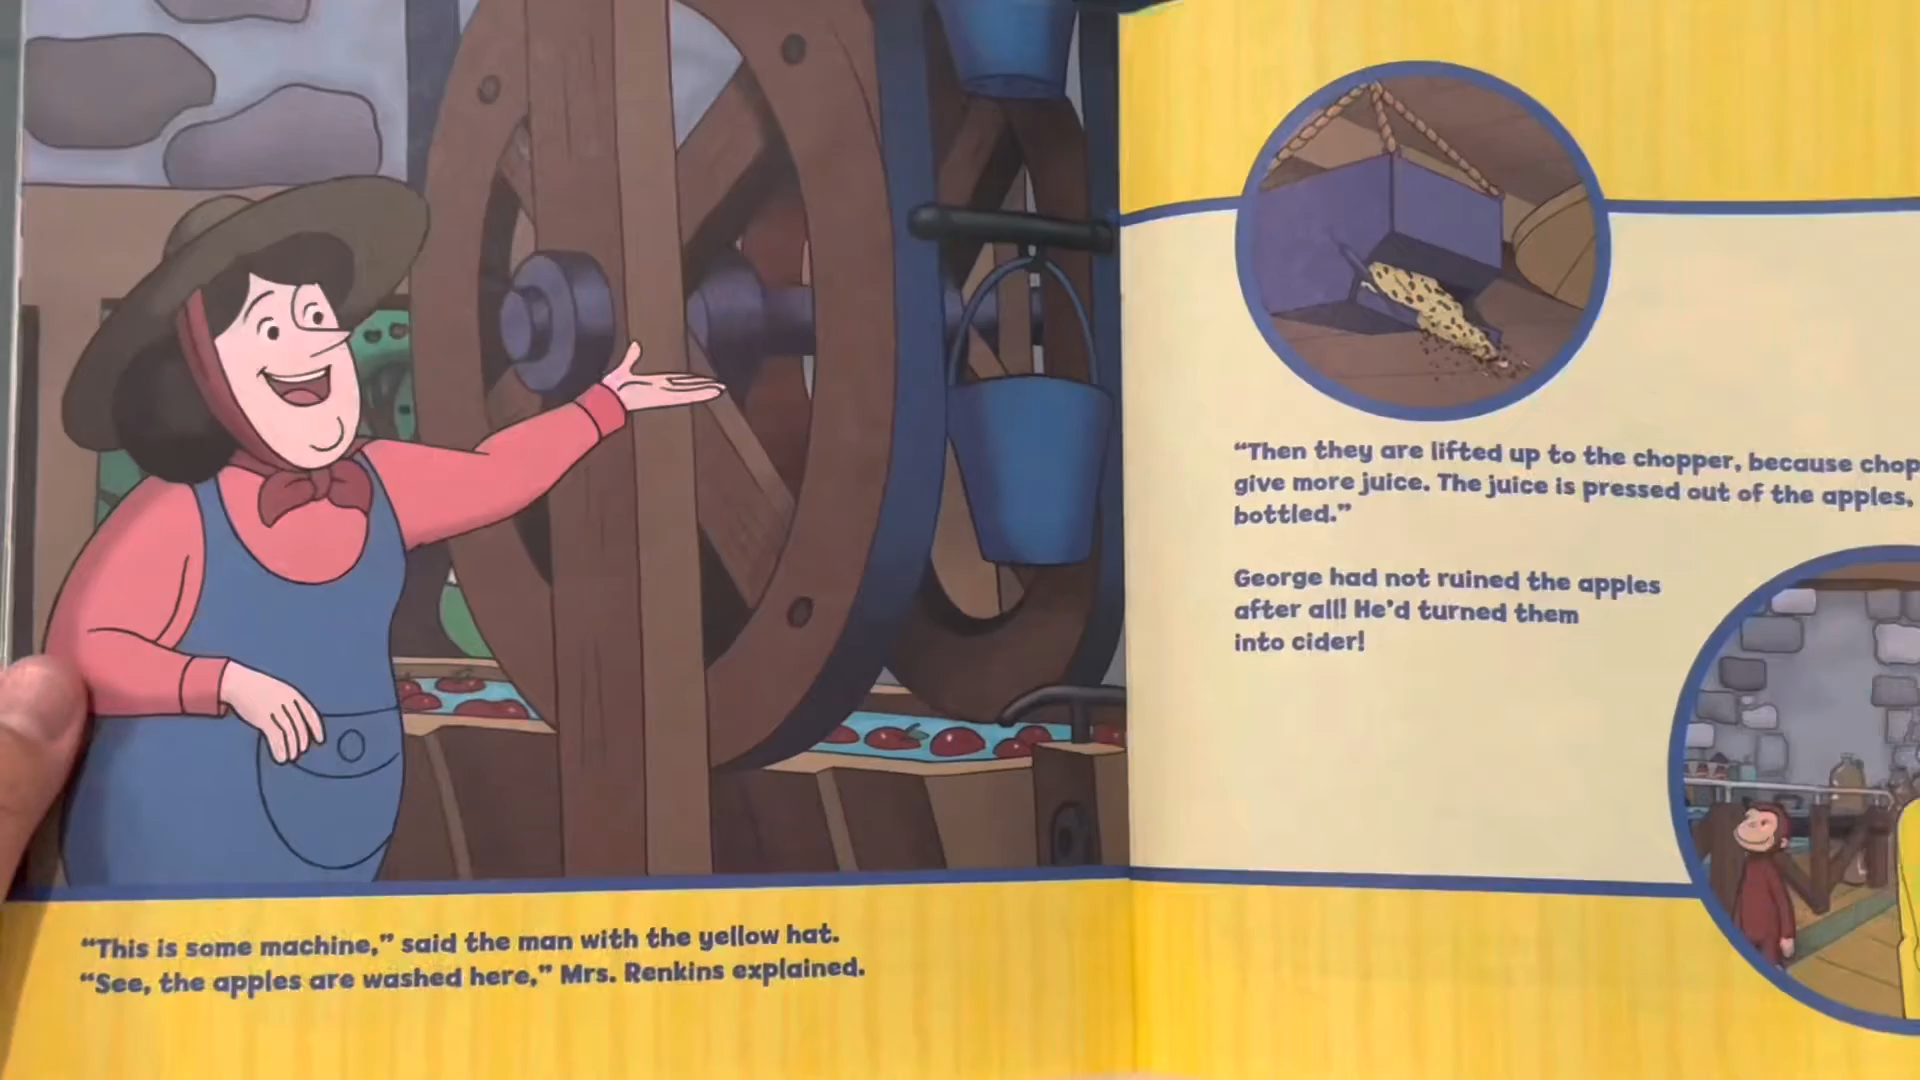 “This is some machine,” said the man with the yellow hat.
“See, the apples are washed here,” Mrs. Renkins explained.
“Then they are lifted up to the chopper, because
give more juice. The juice is pressed out of the apples,
bottled.”
George had not ruined the apples
after all! He’d turned them
into cider!